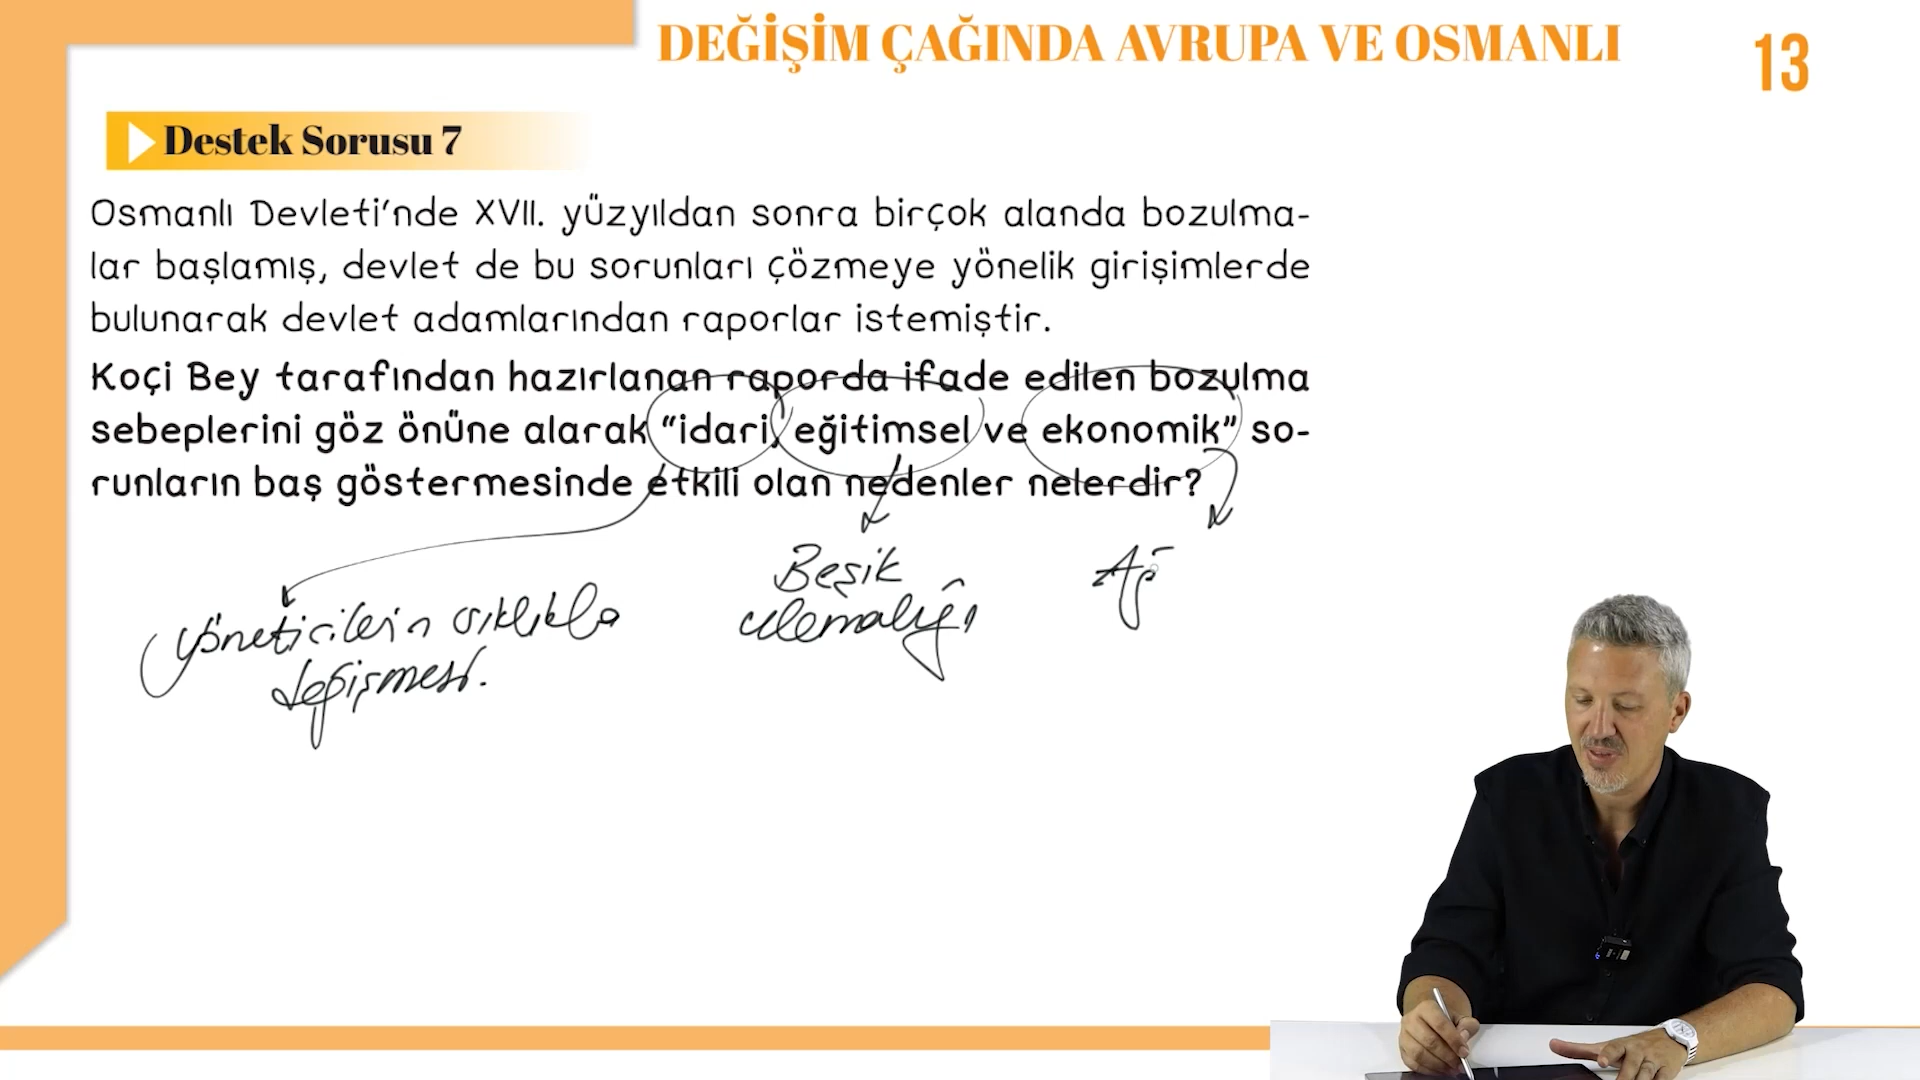 DEĞİŞİM ÇAĞINDA AVRUPA VE OSMANLI
13
Destek Sorusu 7
Osmanlı Devleti'nde XVII. yüzyıldan sonra birçok alanda bozulma-
lar başlamış, devlet de bu sorunları çözmeye yönelik girişimlerde
bulunarak devlet adamlarından raporlar istemiştir.
Koçi Bey tarafından hazırlanan raporda ifade edilen bozulma
sebeplerini göz önüne alarak “idari, eğitimsel ve ekonomik” so-
runların baş göstermesinde etkili olan nedenler nelerdir?
Yöneticilerin sıklıkla
değişmesi.
Beşik
ulemalığı
Ağ